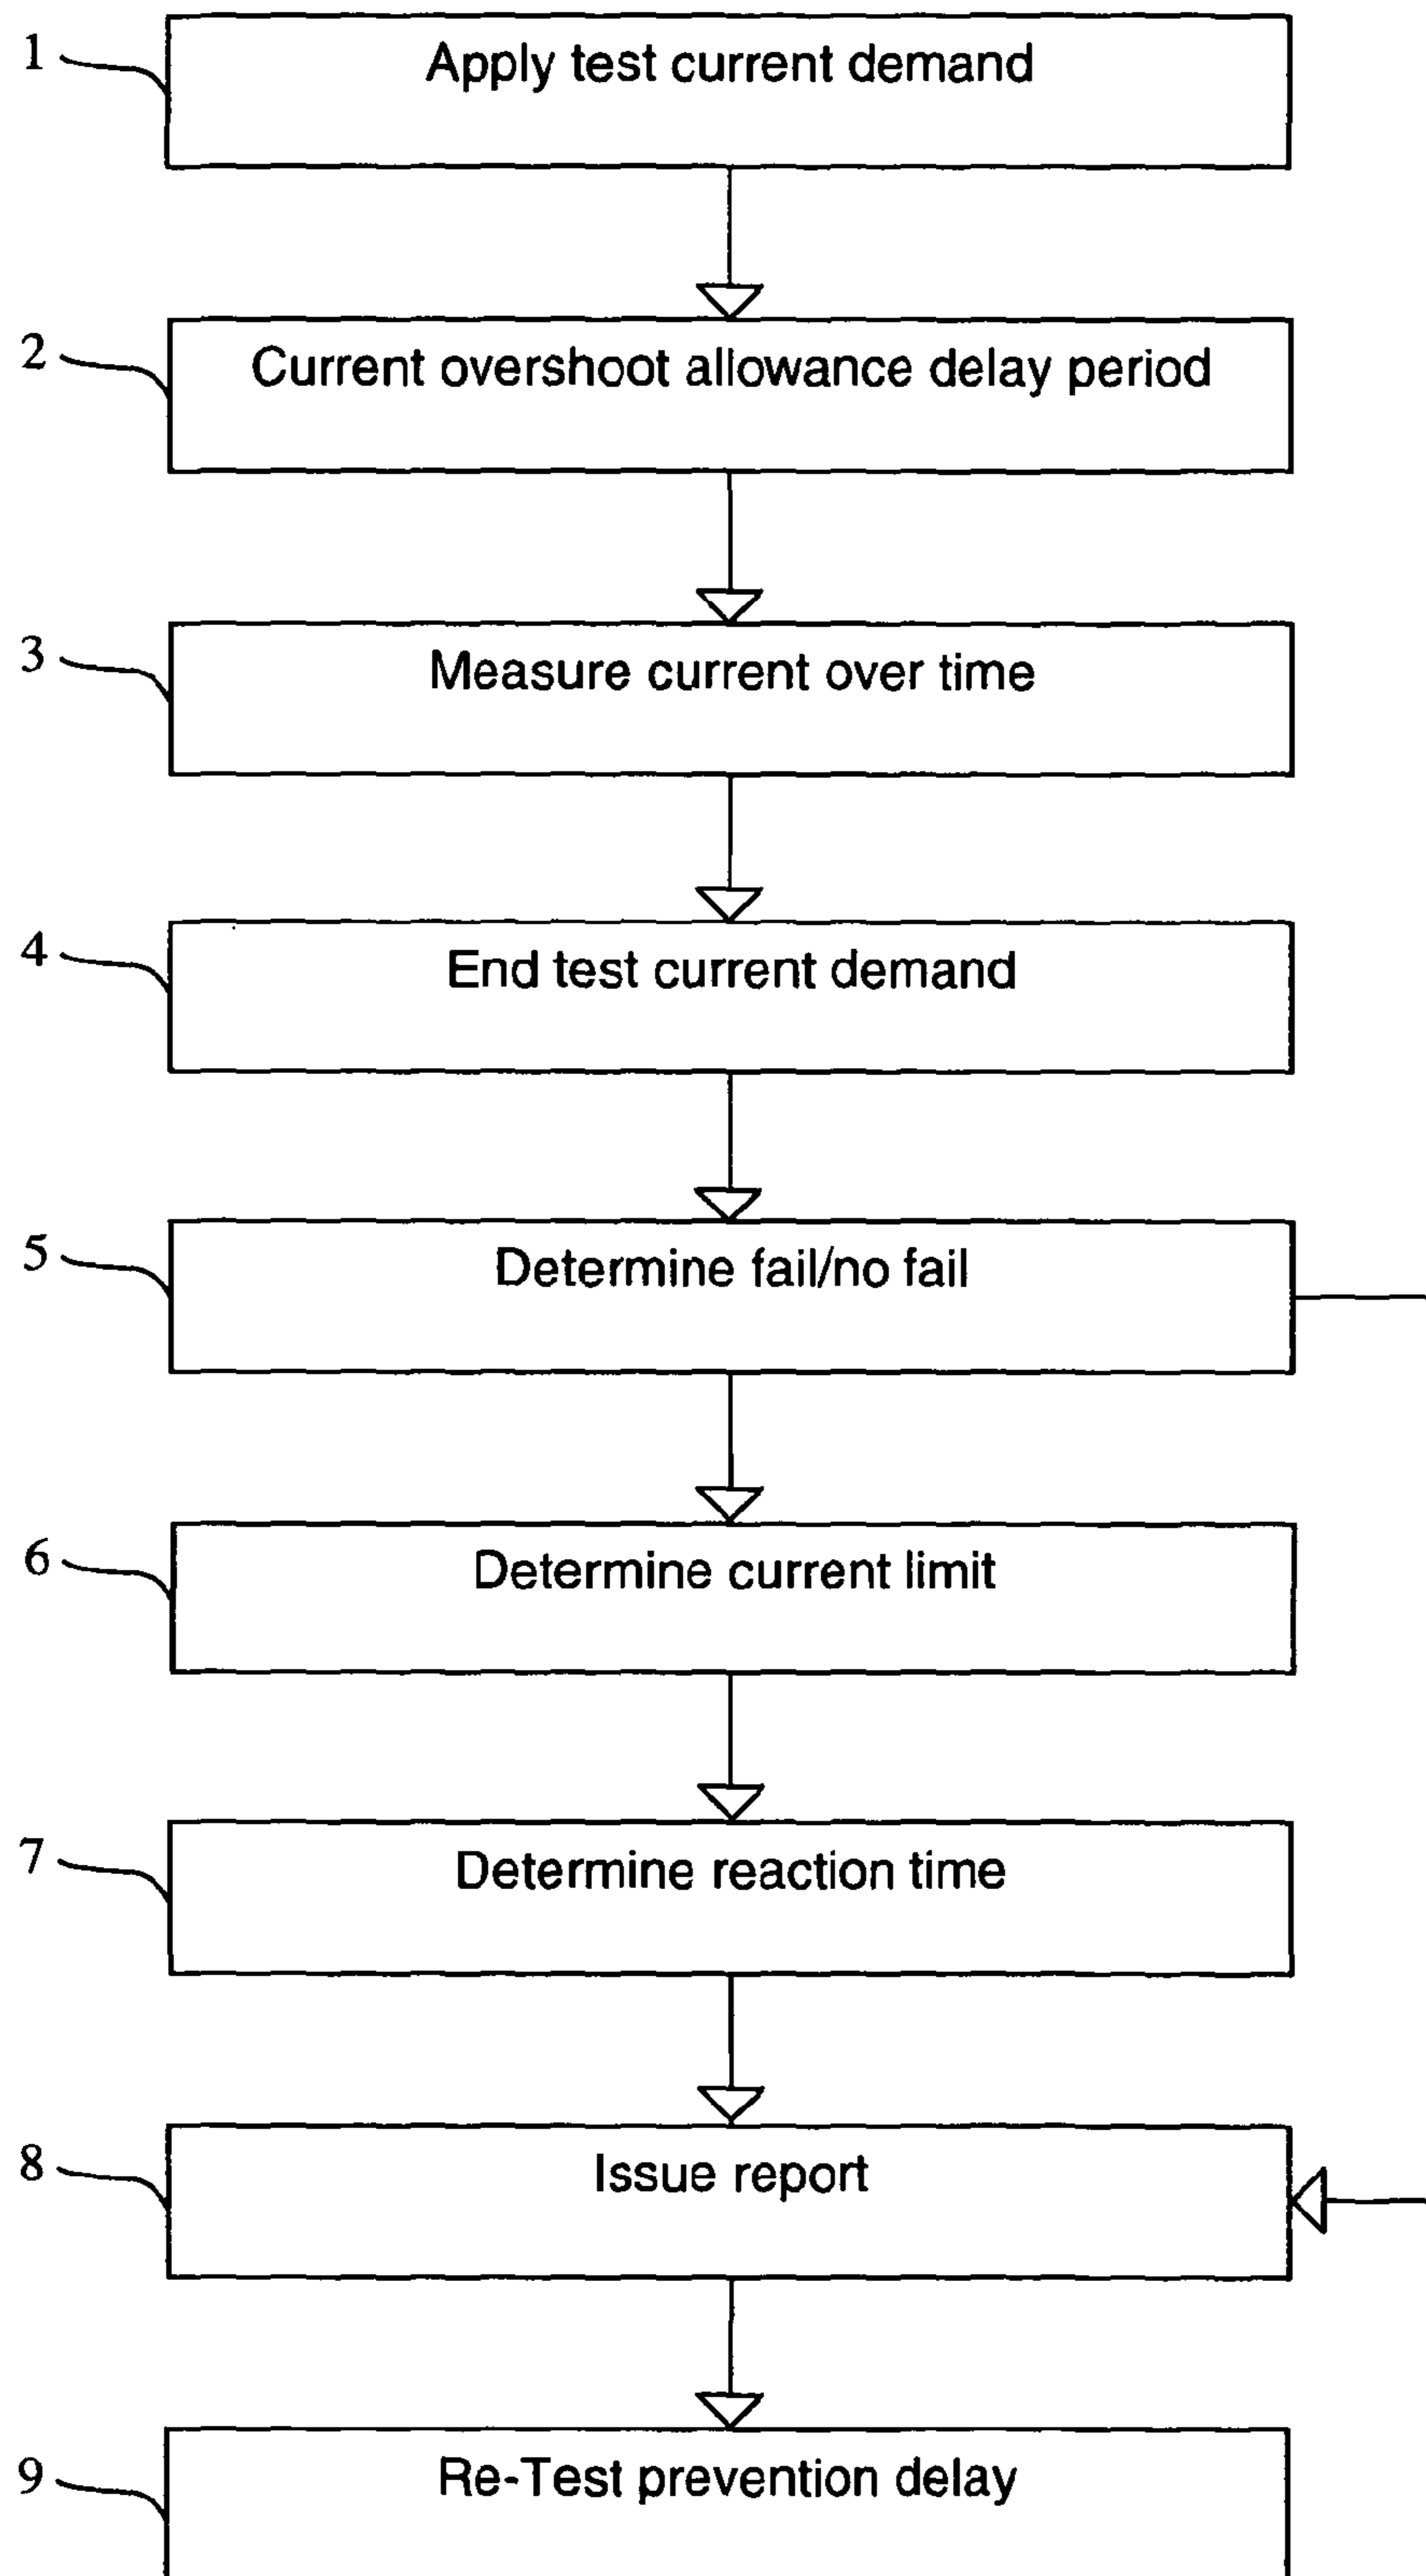 1 Apply test current demand
2 Current overshoot allowance delay period
3 Measure current over time
4 End test current demand
5 Determine fail/no fail
6 Determine current limit
7 Determine reaction time
8 Issue report
9 Re-Test prevention delay